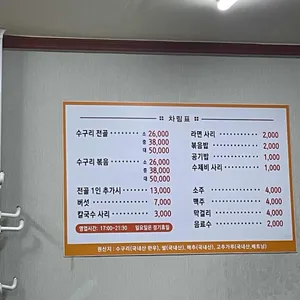 차림표
수구리 전골 소 26,000
중 38,000
대 50,000
수구리 볶음 소 26,000
중 38,000
대 50,000
전골 1인 추가시 13,000
버섯 7,000
칼국수 사리 3,000
영업시간: 17:00~21:30 일요일은 정기휴일
라면 사리 2,000
볶음밥 2,000
공기밥 1,000
수제비 사리 3,000
소주 4,000
맥주 4,000
막걸리 4,000
음료수 2,000
원산지 : 수구리(국내산 한우), 쌀(국내산), 배추(국내산), 고추가루(국내산,베트남)